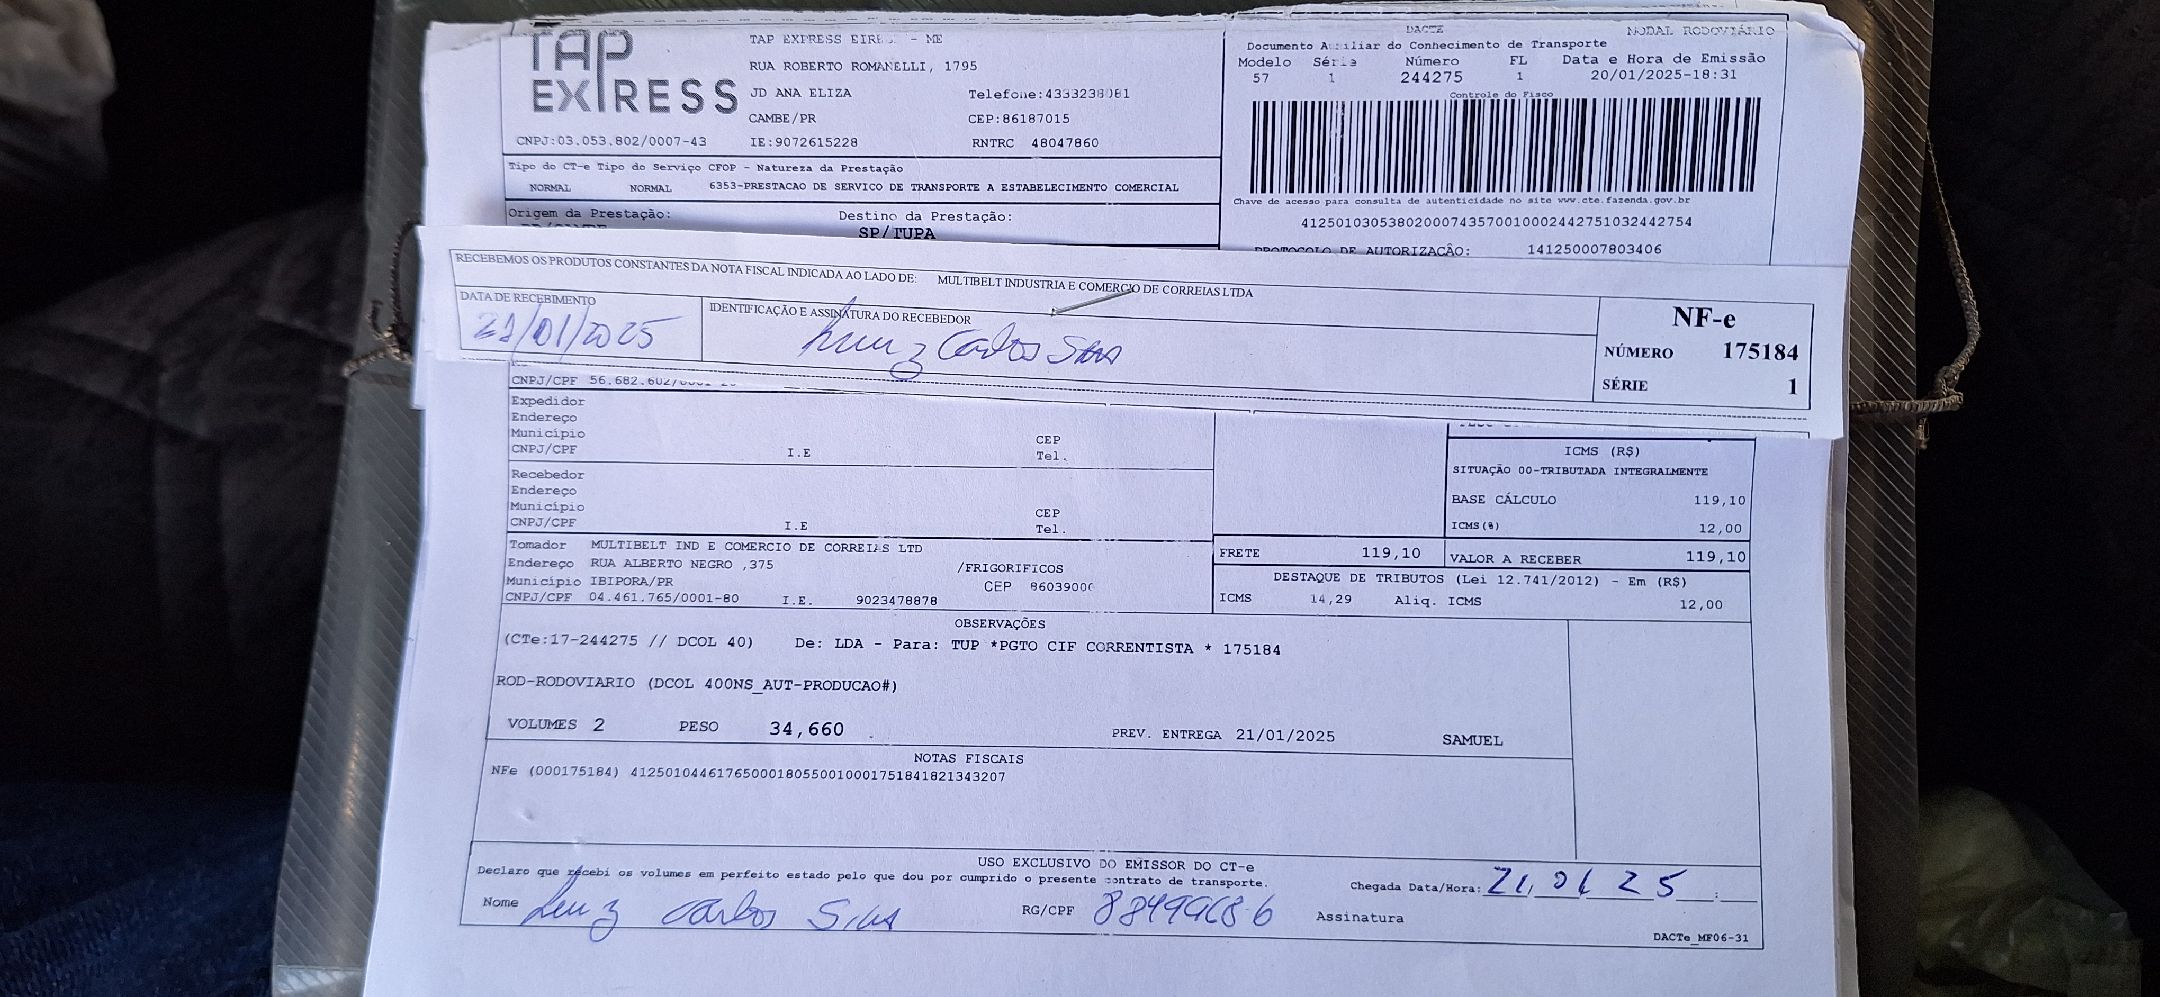 TAP
EXPRESS
TAP EXPRESS EIRE - ME
RUA ROBERTO ROMANELLI, 1795
JD ANA ELIZA Telefone:4333238081
CAMBE/PR CEP:86187015
CNPJ:03.053.802/0007-43 IE:9072615228 RNTRC 48047860
DACTE MODAL RODOVIÁRIO
Documento Auxiliar do Conhecimento de Transporte
Modelo Série Número FL Data e Hora de Emissão
57 1 244275 1 20/01/2025-18:31
Controle do Fisco
Tipo do CT-e Tipo do Serviço CFOP - Natureza da Prestação
NORMAL NORMAL 6353-PRESTACAO DE SERVICO DE TRANSPORTE A ESTABELECIMENTO COMERCIAL
Chave de acesso para consulta de autenticidade no site www.cte.fazenda.gov.br
41250103053802000743570010002442751032442754
Origem da Prestação: Destino da Prestação:
SP/TUPA
PROTOCOLO DE AUTORIZAÇÃO: 141250007803406
RECEBEMOS OS PRODUTOS CONSTANTES DA NOTA FISCAL INDICADA AO LADO DE: MULTIBELT INDUSTRIA E COMERCIO DE CORREIAS LTDA
DATA DE RECEBIMENTO IDENTIFICAÇÃO E ASSINATURA DO RECEBEDOR
21/01/2025 Carlos
NF-e
NÚMERO 175184
SÉRIE 1
CNPJ/CPF 56.682.602/0001
Expedidor
Endereço
Município CEP
CNPJ/CPF I.E Tel.
Recebedor
Endereço
Município CEP
CNPJ/CPF I.E Tel.
ICMS (R$)
SITUAÇÃO 00-TRIBUTADA INTEGRALMENTE
BASE CÁLCULO 119,10
ICMS(%) 12,00
Tomador MULTIBELT IND E COMERCIO DE CORREIAS LTD
Endereço RUA ALBERTO NEGRO ,375 /FRIGORIFICOS
Município IBIPORA/PR CEP 86039000
CNPJ/CPF 04.461.765/0001-80 I.E. 9023478878
FRETE 119,10 VALOR A RECEBER 119,10
DESTAQUE DE TRIBUTOS (Lei 12.741/2012) - Em (R$)
ICMS 14,29 Aliq. ICMS 12,00
OBSERVAÇÕES
(CTe:17-244275 // DCOL 40) De: LDA - Para: TUP *PGTO CIF CORRENTISTA * 175184
ROD-RODOVIARIO (DCOL 400NS_AUT-PRODUCAO#)
VOLUMES 2 PESO 34,660 PREV. ENTREGA 21/01/2025 SAMUEL
NOTAS FISCAIS
NFe (000175184) 41250104461765000180550010001751841821343207
USO EXCLUSIVO DO EMISSOR DO CT-e
Declaro que recebi os volumes em perfeito estado pelo que dou por cumprido o presente contrato de transporte.
Chegada Data/Hora: 21, 01 25 :
Nome Carlos RG/CPF Assinatura
DACTe_MF06-31